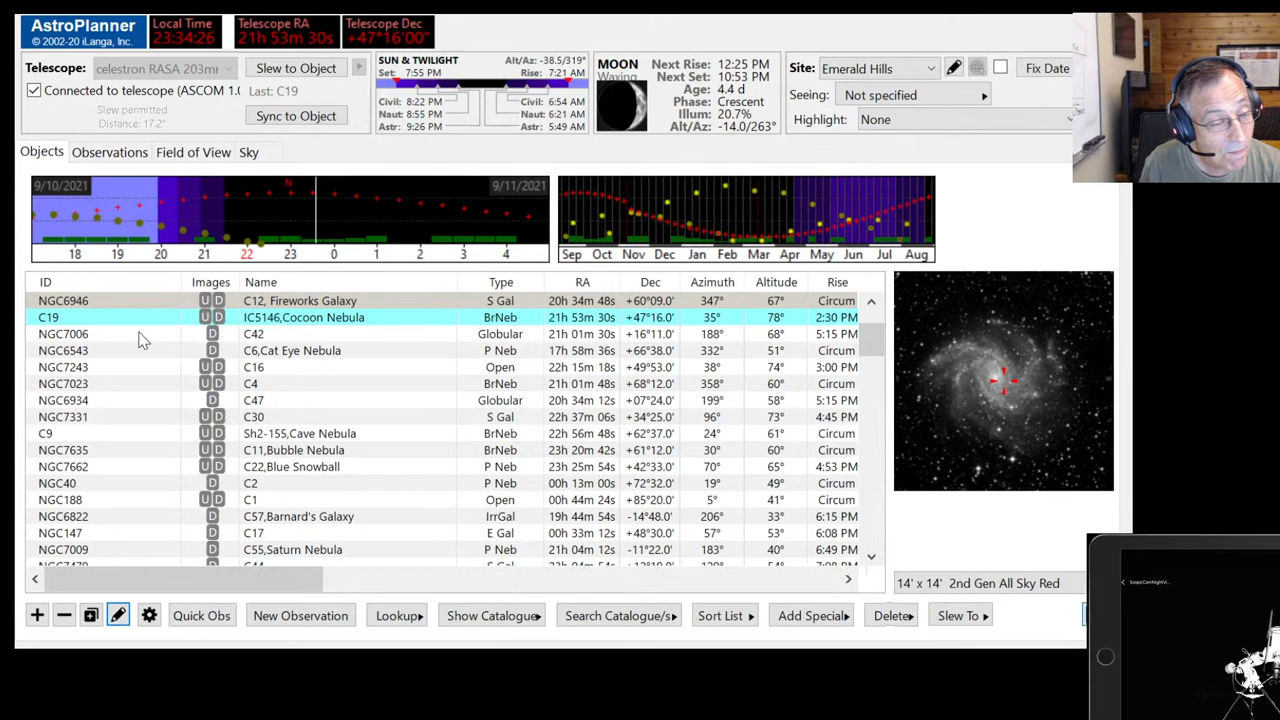 AstroPlanner
© 2002-20 iLanga, Inc.
Local Time
23:34:26
Telescope RA
21h 53m 30s
Telescope Dec
+47°16'00"
Telescope:
celestron RASA 203m
Slew to Object
Connected to telescope (ASCOM 1.0
Last: C19
Slew permitted
Distance: 17.2°
Sync to Object
SUN & TWILIGHT
Alt/Az: -38.5/319°
Set: 7:55 PM
Rise: 7:21 AM
Civil: 8:22 PM
Civil: 6:54 AM
Naut: 8:55 PM
Naut: 6:21 AM
Astr: 9:26 PM
Astr: 5:49 AM
MOON
Waxing
Next Rise: 12:25 PM
Next Set: 10:53 PM
Age: 4.4 d
Phase: Crescent
Illum: 20.7%
Alt/Az: -14.0/263°
Site: Emerald Hills
Fix Date
Seeing: Not specified
Highlight: None
Objects Observations Field of View Sky
9/10/2021 N 9/11/2021
18 19 20 21 22 23 0 1 2 3 4
Sep Oct Nov Dec Jan Feb Mar Apr May Jun Jul Aug
ID Images Name Type RA Dec Azimuth Altitude Rise
NGC6946 U D C12, Fireworks Galaxy S Gal 20h 34m 48s +60°09.0' 347° 67° Circum
C19 U D IC5146,Cocoon Nebula BrNeb 21h 53m 30s +47°16.0' 35° 78° 2:30 PM
NGC7006 D C42 Globular 21h 01m 30s +16°11.0' 188° 68° 5:15 PM
NGC6543 D C6,Cat Eye Nebula P Neb 17h 58m 36s +66°38.0' 332° 51° Circum
NGC7243 U D C16 Open 22h 15m 18s +49°53.0' 38° 74° 3:00 PM
NGC7023 U D C4 BrNeb 21h 01m 48s +68°12.0' 358° 60° Circum
NGC6934 D C47 Globular 20h 34m 12s +07°24.0' 199° 58° 5:15 PM
NGC7331 U D C30 S Gal 22h 37m 06s +34°25.0' 96° 73° 4:45 PM
C9 U D Sh2-155,Cave Nebula BrNeb 22h 56m 48s +62°37.0' 24° 61° Circum
NGC7635 U D C11,Bubble Nebula BrNeb 23h 20m 42s +61°12.0' 30° 60° Circum
NGC7662 U D C22,Blue Snowball P Neb 23h 25m 54s +42°33.0' 70° 65° 4:53 PM
NGC40 D C2 P Neb 00h 13m 00s +72°32.0' 19° 49° Circum
NGC188 U D C1 Open 00h 44m 24s +85°20.0' 5° 41° Circum
NGC6822 D C57,Barnard's Galaxy IrrGal 19h 44m 54s -14°48.0' 206° 33° 6:15 PM
NGC147 D C17 E Gal 00h 33m 12s +48°30.0' 57° 53° 6:08 PM
NGC7009 D C55,Saturn Nebula P Neb 21h 04m 12s -11°22.0' 183° 40° 6:49 PM
14' x 14' 2nd Gen All Sky Red
Quick Obs New Observation Lookup Show Catalogue Search Catalogue/s Sort List Add Special Delete Slew To